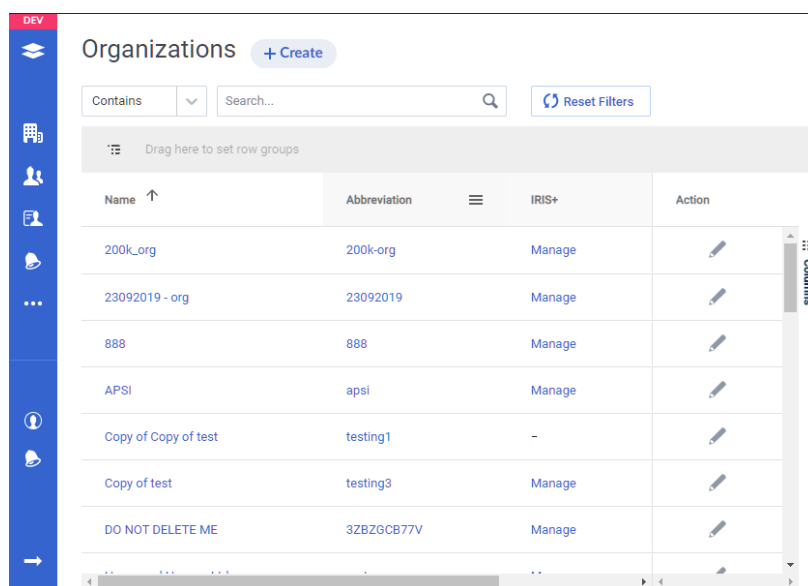 DEV
Organizations
+ Create
Contains
Search...
Reset Filters
Drag here to set row groups
Name Abbreviation IRIS+ Action
200k_org 200k-org Manage
23092019 - org 23092019 Manage
888 888 Manage
APSI apsi Manage
Copy of Copy of test testing1 -
Copy of test testing3 Manage
DO NOT DELETE ME 3ZBZGCB77V Manage
Columns